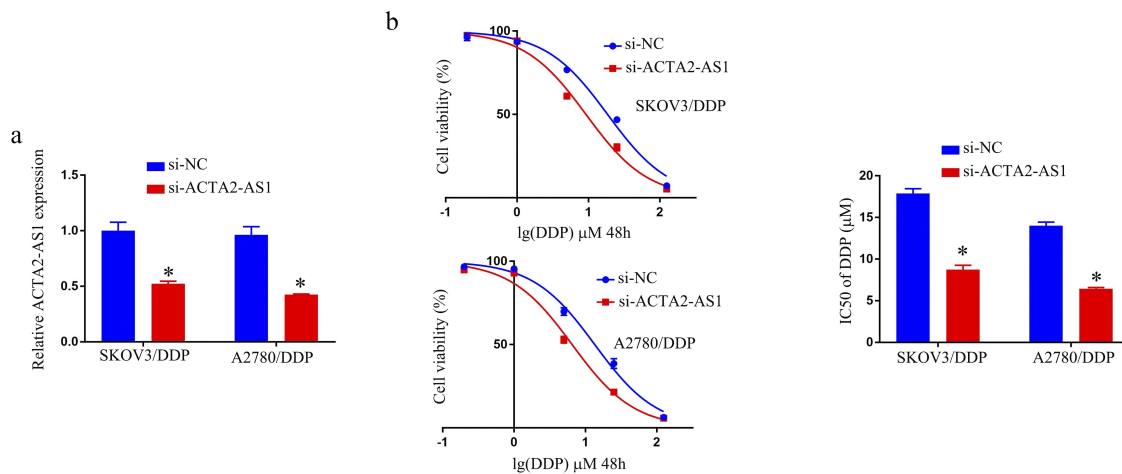 a
si-NC
si-ACTA2-AS1
Relative ACTA2-AS1 expression
1.5
1.0
0.5
0.0
SKOV3/DDP
A2780/DDP
b
100
50
Cell viability (%)
si-NC
si-ACTA2-AS1
SKOV3/DDP
-1
0
1
2
lg(DDP) μM 48h
100
50
Cell viability (%)
si-NC
si-ACTA2-AS1
A2780/DDP
-1
0
1
2
lg(DDP) μM 48h
si-NC
si-ACTA2-AS1
IC50 of DDP (μM)
20
15
10
5
0
*
*
*
*
SKOV3/DDP
A2780/DDP